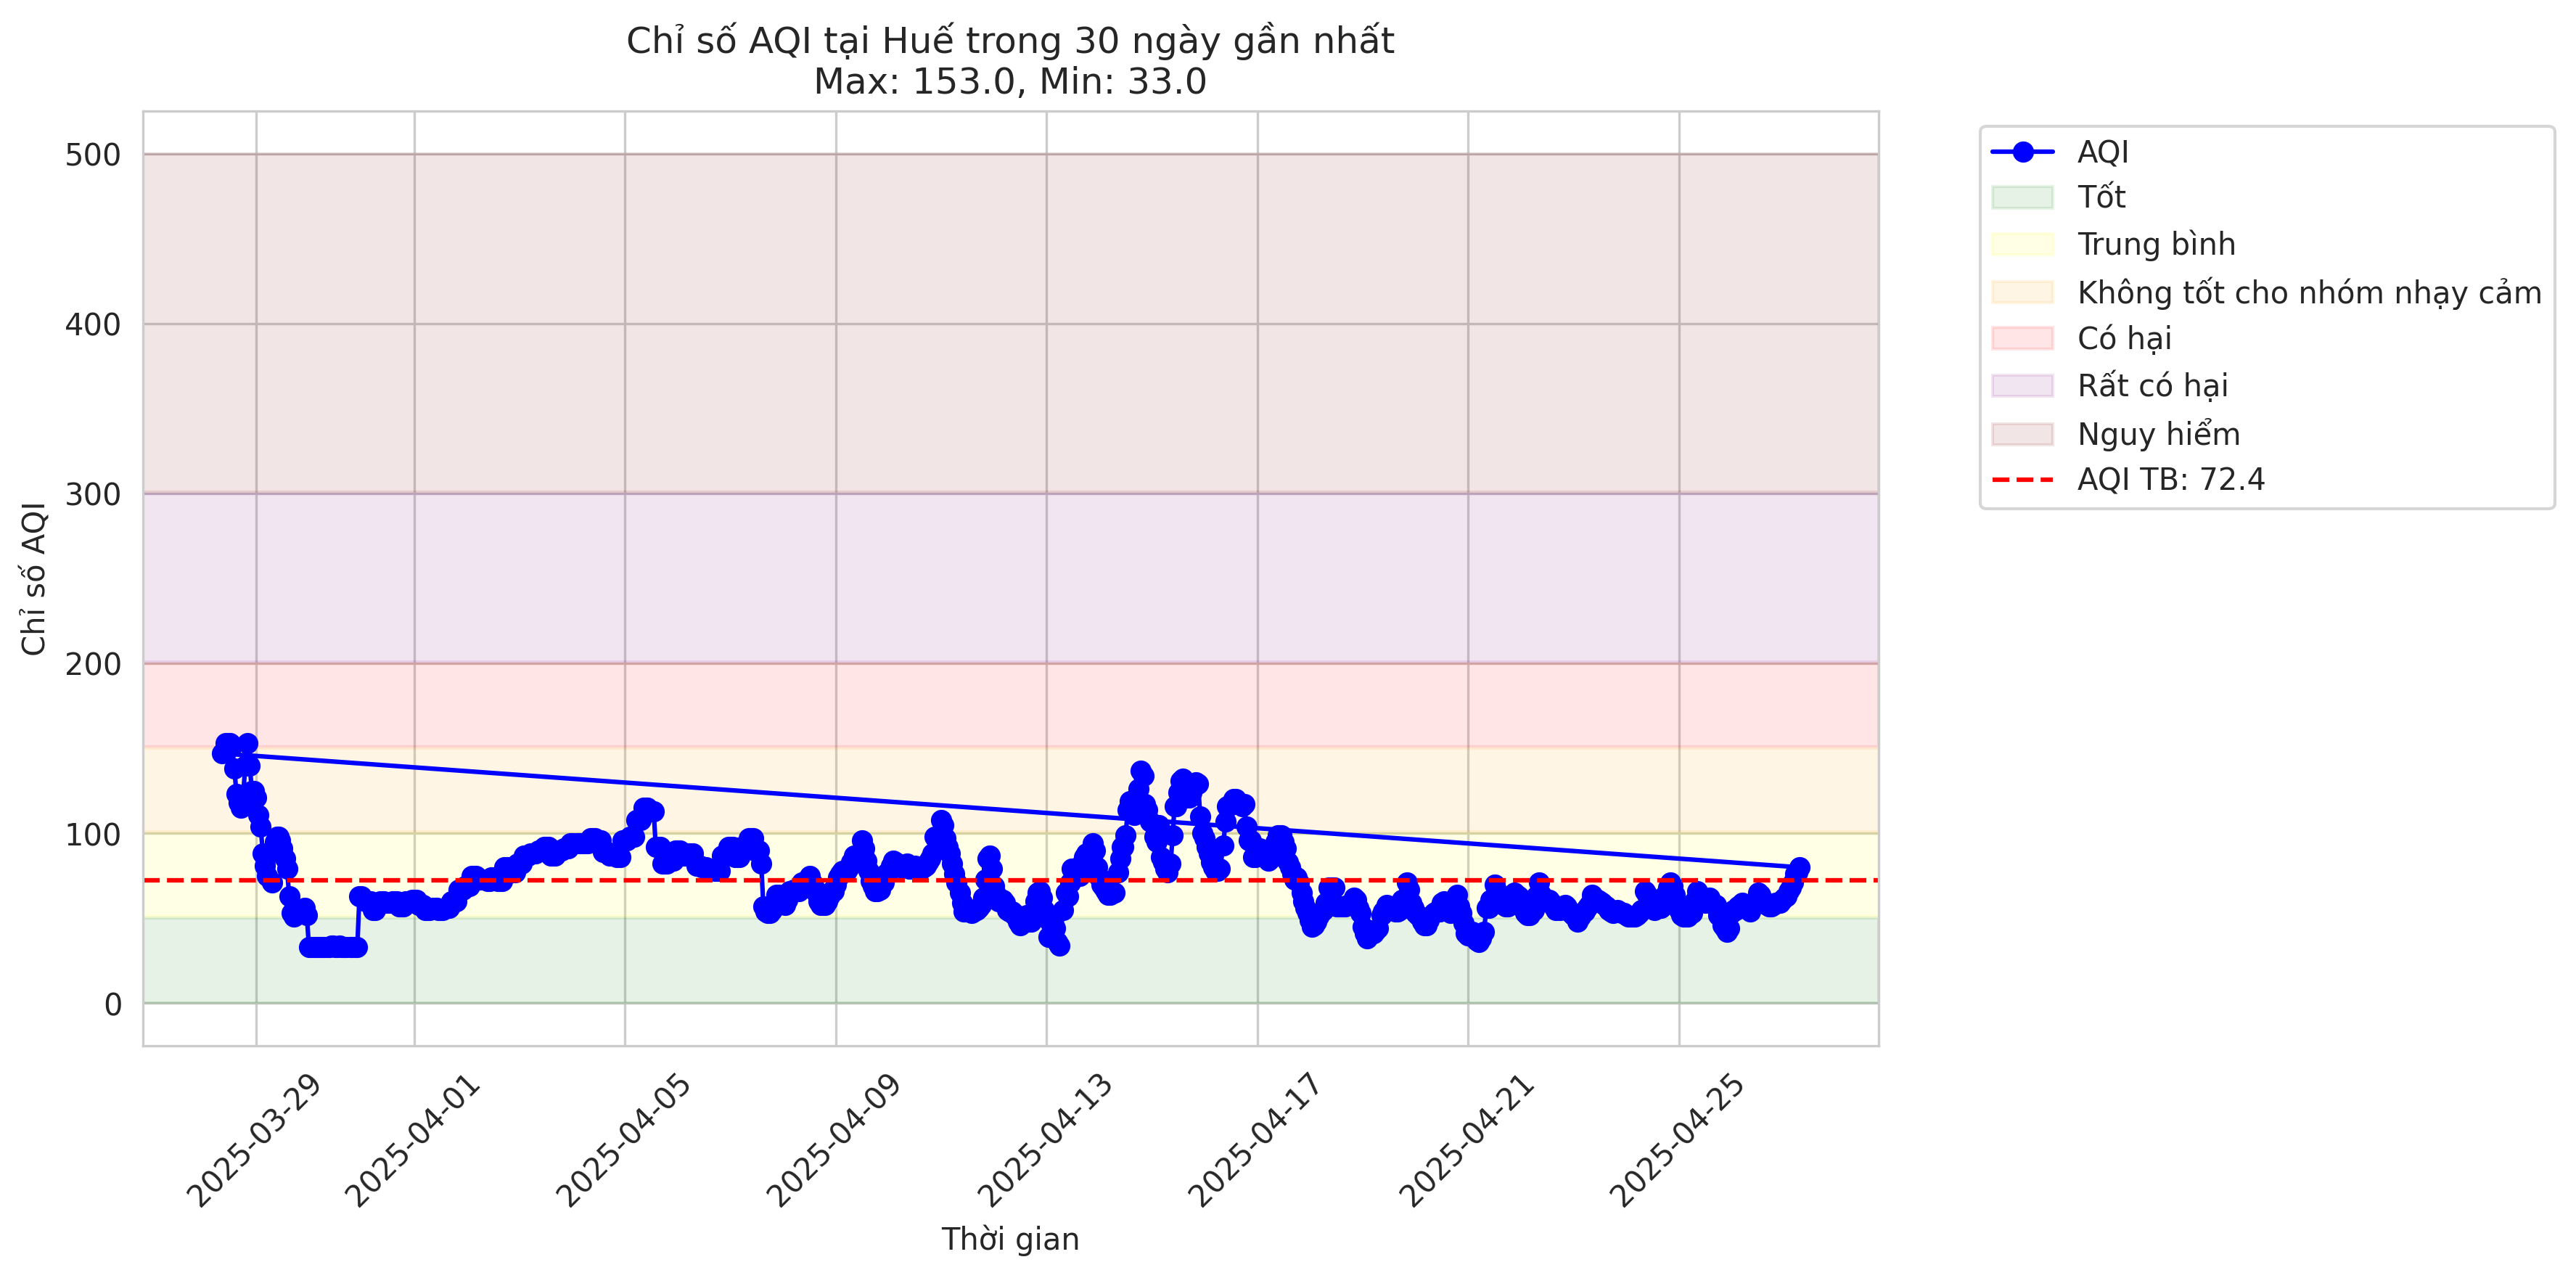 Chỉ số AQI tại Huế trong 30 ngày gần nhất
Max: 153.0, Min: 33.0
Chỉ số AQI
500
400
300
200
100
0
2025-03-29
2025-04-01
2025-04-05
2025-04-09
2025-04-13
2025-04-17
2025-04-21
2025-04-25
Thời gian
AQI
Tốt
Trung bình
Không tốt cho nhóm nhạy cảm
Có hại
Rất có hại
Nguy hiểm
AQI TB: 72.4